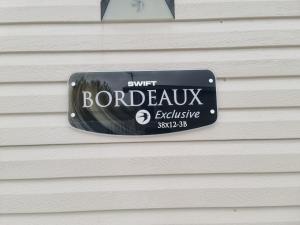 SWIFT
BORDEAUX
Exclusive
38X12-3B